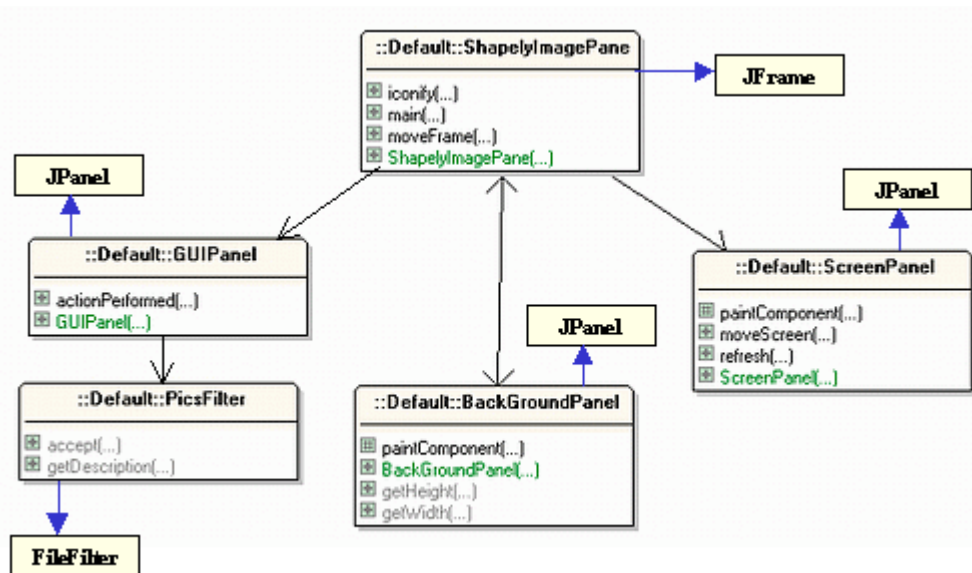 ::Default::ShapelyImagePane
iconify(...)
main(...)
moveFrame(...)
ShapelyImagePane(...)
JFrame
JPanel
::Default::GUIPanel
actionPerformed(...)
GUIPanel(...)
JPanel
::Default::ScreenPanel
paintComponent(...)
moveScreen(...)
refresh(...)
ScreenPanel(...)
JPanel
::Default::BackGroundPanel
paintComponent(...)
BackGroundPanel(...)
getHeight(...)
getWidth(...)
::Default::PicsFilter
accept(...)
getDescription(...)
FileFilter